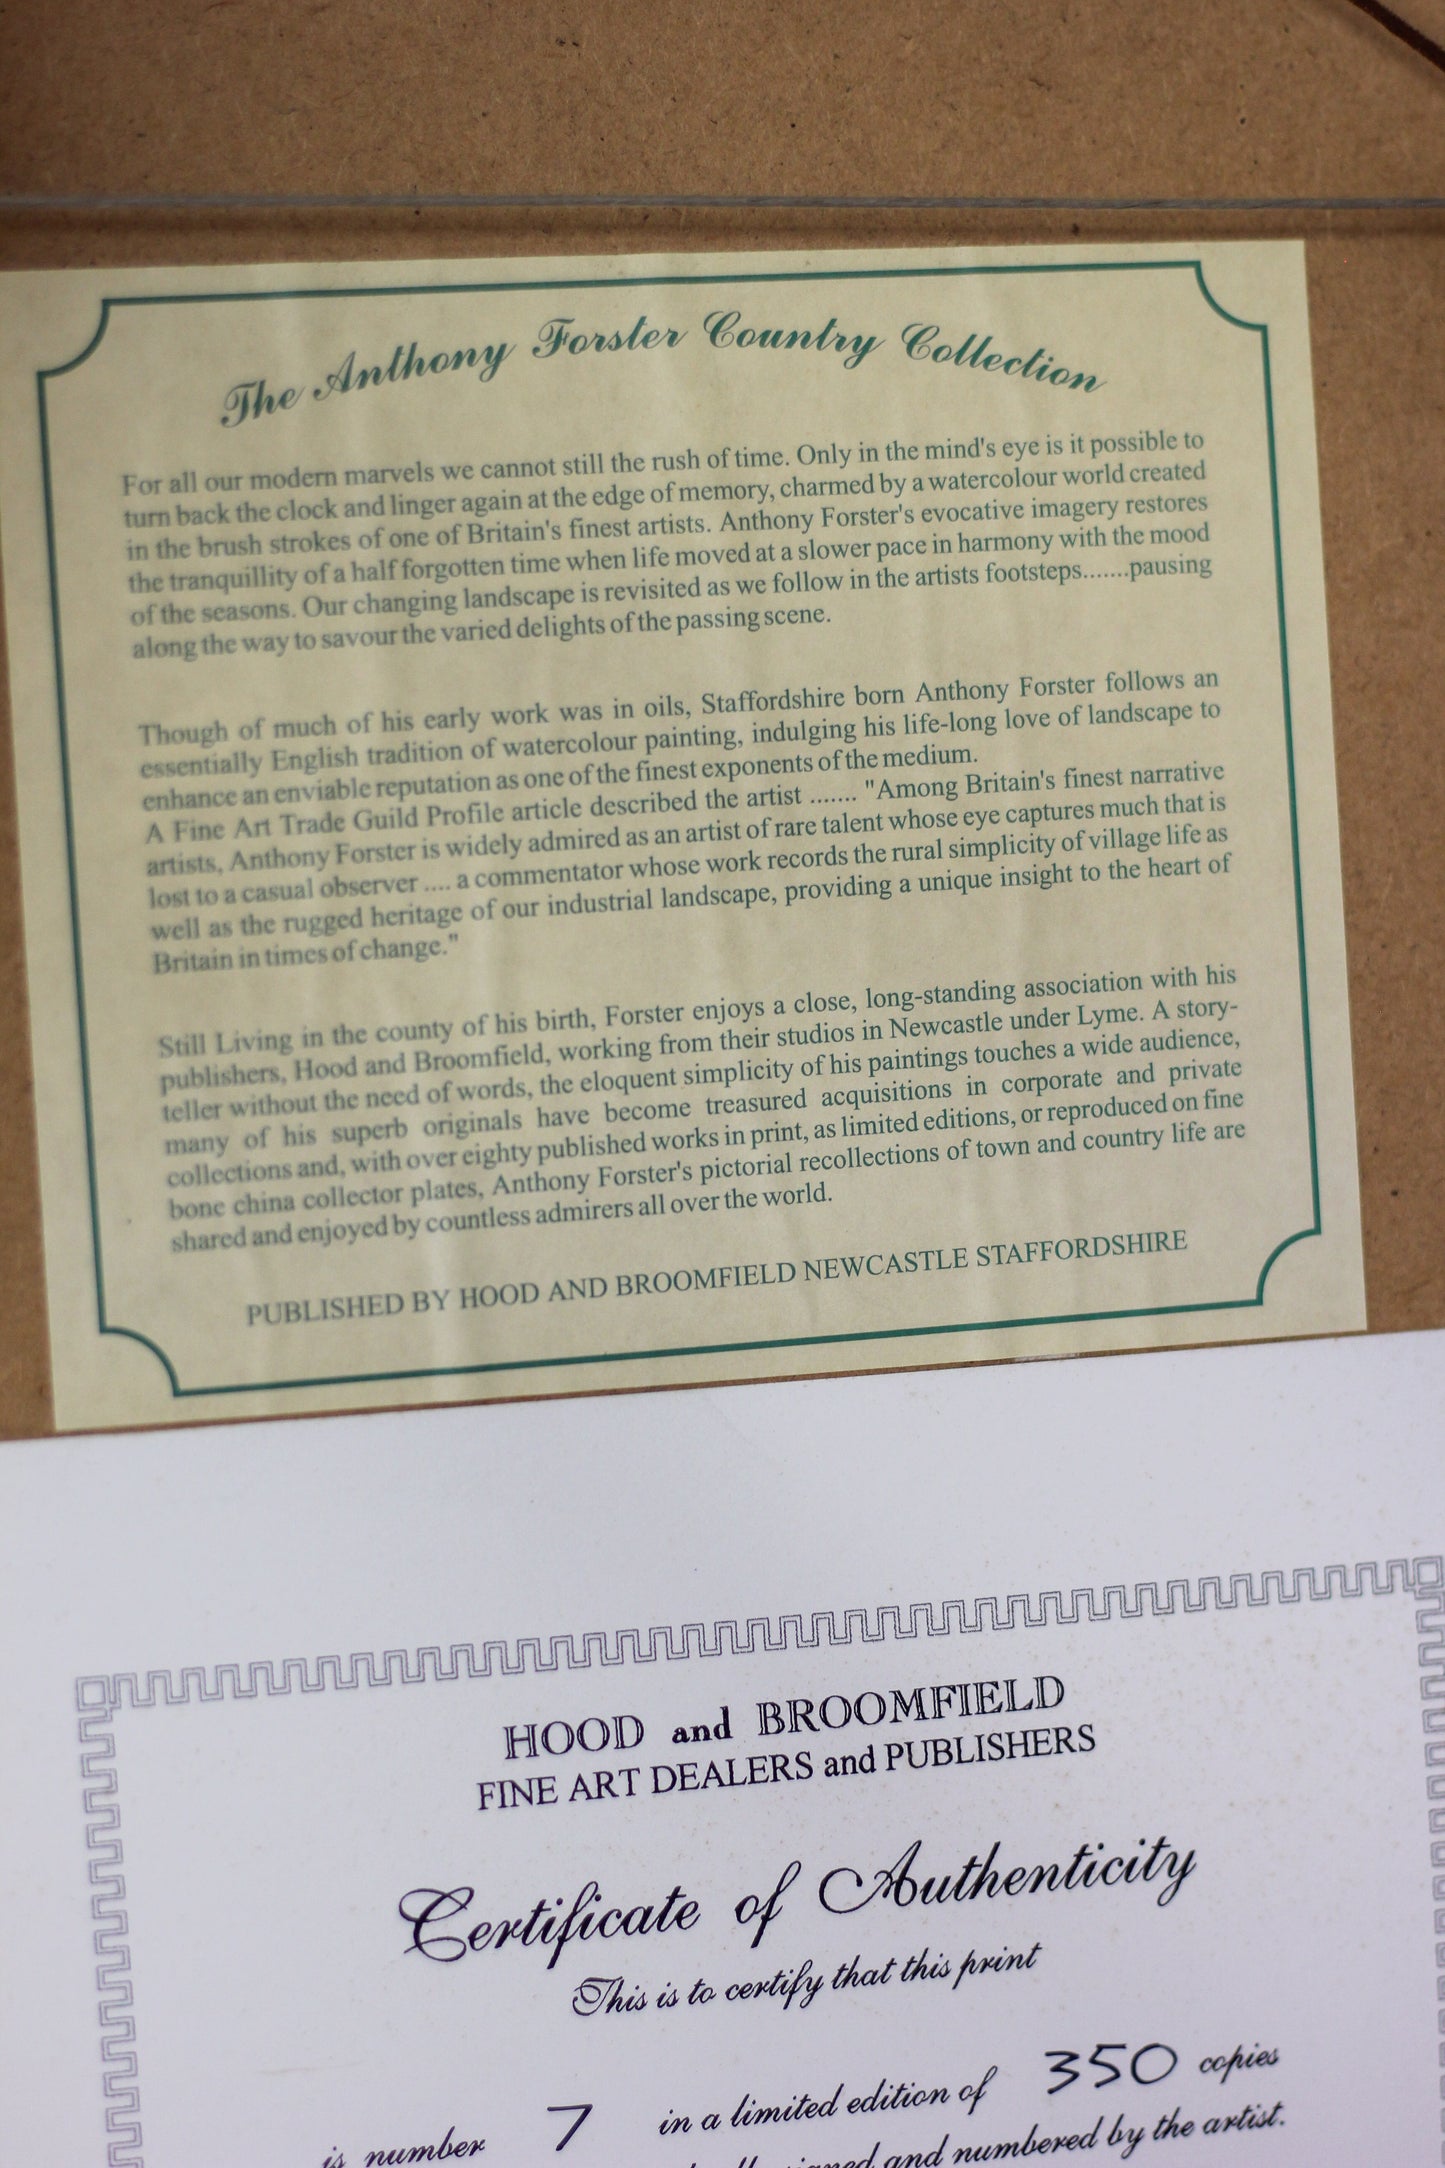 The Anthony Forster Country Collection
For all our modern marvels we cannot still the rush of time. Only in the mind's eye is it possible to
turn back the clock and linger again at the edge of memory, charmed by a watercolour world created
in the brush strokes of one of Britain's finest artists. Anthony Forster's evocative imagery restores
the tranquillity of a half forgotten time when life moved at a slower pace in harmony with the mood
of the seasons. Our changing landscape is revisited as we follow in the artists footsteps.......pausing
along the way to savour the varied delights of the passing scene.
Though of much of his early work was in oils, Staffordshire born Anthony Forster follows an
essentially English tradition of watercolour painting, indulging his life-long love of landscape to
enhance an enviable reputation as one of the finest exponents of the medium.
A Fine Art Trade Guild Profile article described the artist ....... "Among Britain's finest narrative
artists, Anthony Forster is widely admired as an artist of rare talent whose eye captures much that is
lost to a casual observer .... a commentator whose work records the rural simplicity of village life as
well as the rugged heritage of our industrial landscape, providing a unique insight to the heart of
Britain in times of change."
Still Living in the county of his birth, Forster enjoys a close, long-standing association with his
publishers, Hood and Broomfield, working from their studios in Newcastle under Lyme. A story-
teller without the need of words, the eloquent simplicity of his paintings touches a wide audience,
many of his superb originals have become treasured acquisitions in corporate and private
collections and, with over eighty published works in print, as limited editions, or reproduced on fine
bone china collector plates, Anthony Forster's pictorial recollections of town and country life are
shared and enjoyed by countless admirers all over the world.
PUBLISHED BY HOOD AND BROOMFIELD NEWCASTLE STAFFORDSHIRE
HOOD and BROOMFIELD
FINE ART DEALERS and PUBLISHERS
Certificate of Authenticity
This is to certify that this print
is number 7 in a limited edition of 350 copies
signed and numbered by the artist.